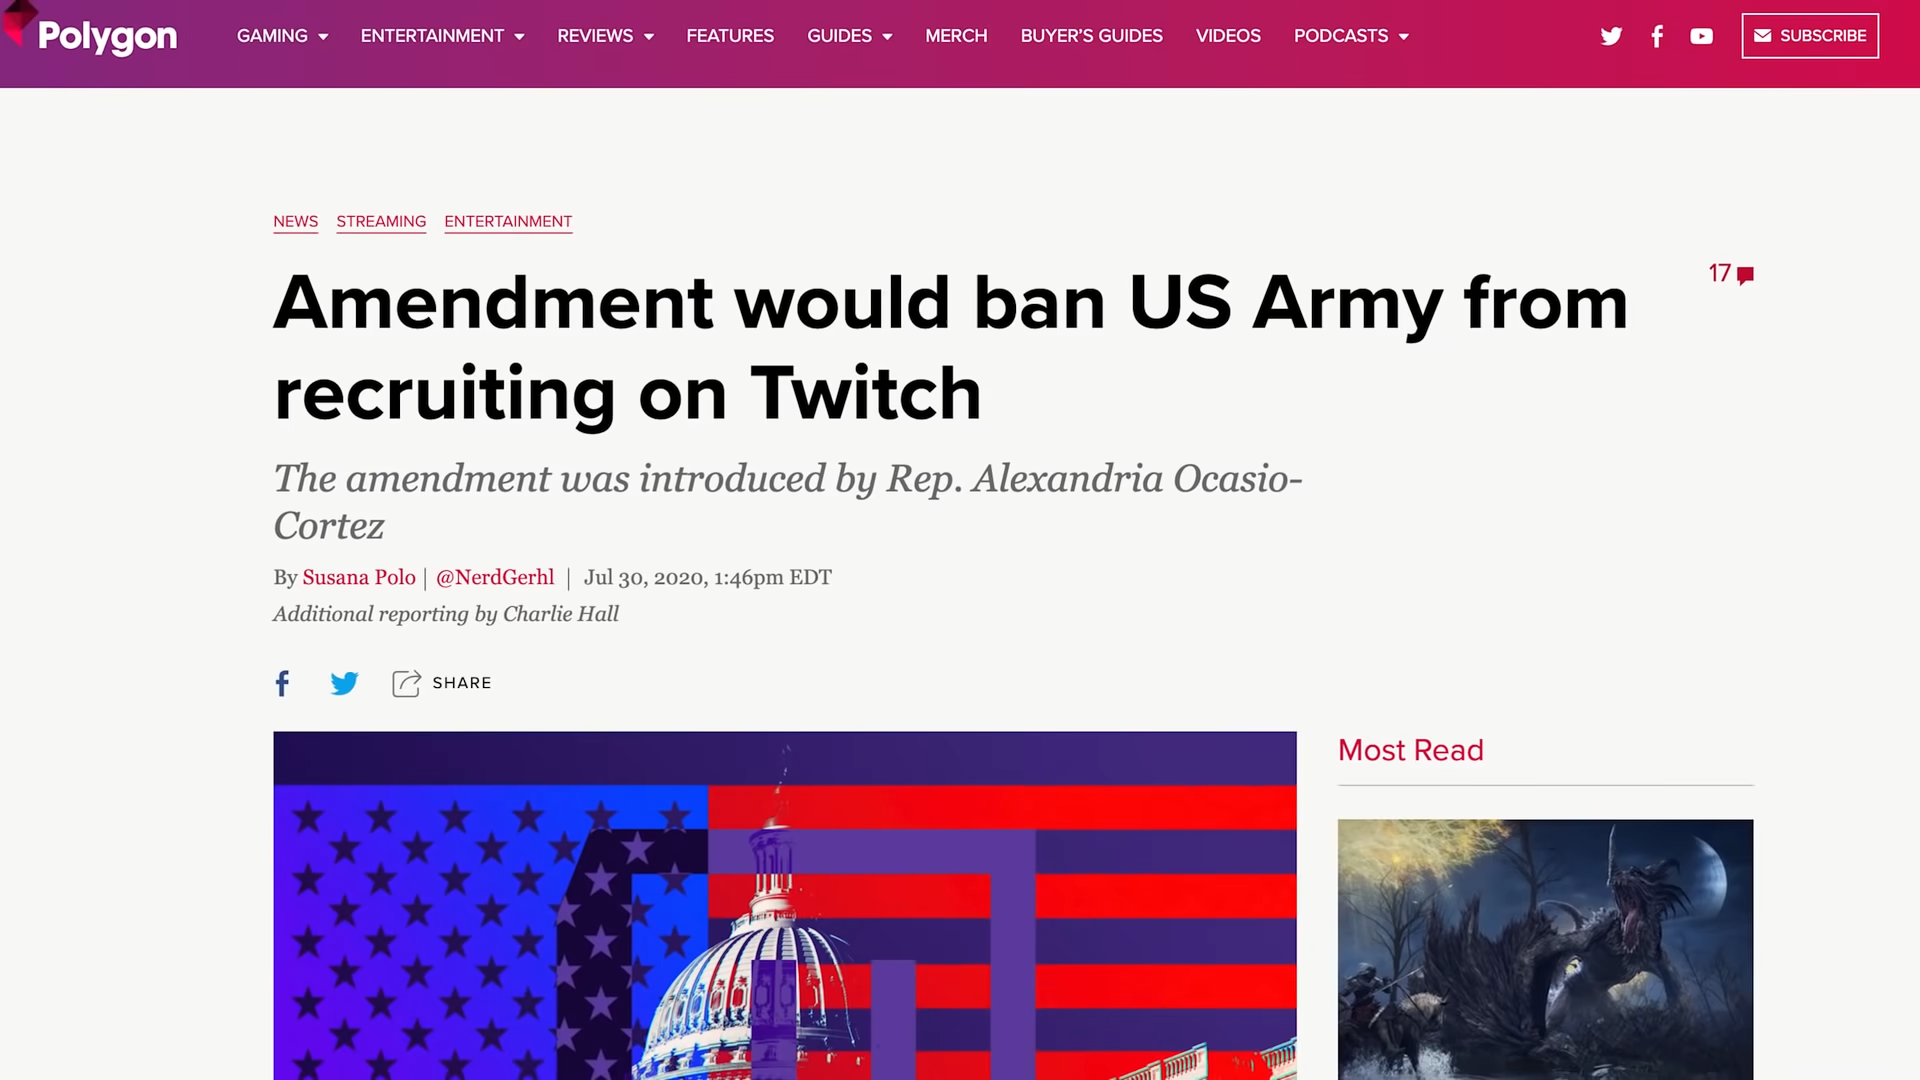 Polygon
GAMING ENTERTAINMENT REVIEWS FEATURES GUIDES MERCH BUYER'S GUIDES VIDEOS PODCASTS SUBSCRIBE
NEWS STREAMING ENTERTAINMENT
Amendment would ban US Army from
17
recruiting on Twitch
The amendment was introduced by Rep. Alexandria Ocasio-
Cortez
By Susana Polo | @NerdGerhl | Jul 30, 2020, 1:46pm EDT
Additional reporting by Charlie Hall
SHARE
Most Read